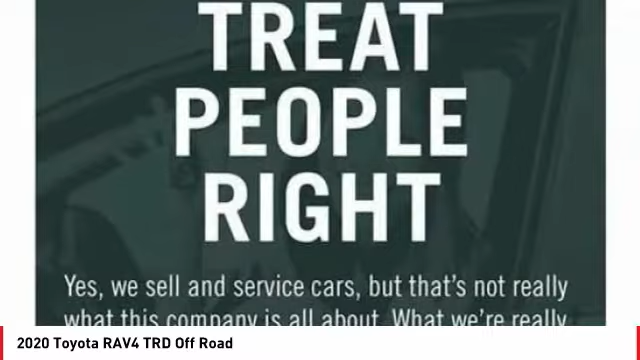 TREAT
PEOPLE
RIGHT
Yes, we sell and service cars, but that's not really
what this company is all about. What we're really
2020 Toyota RAV4 TRD Off Road